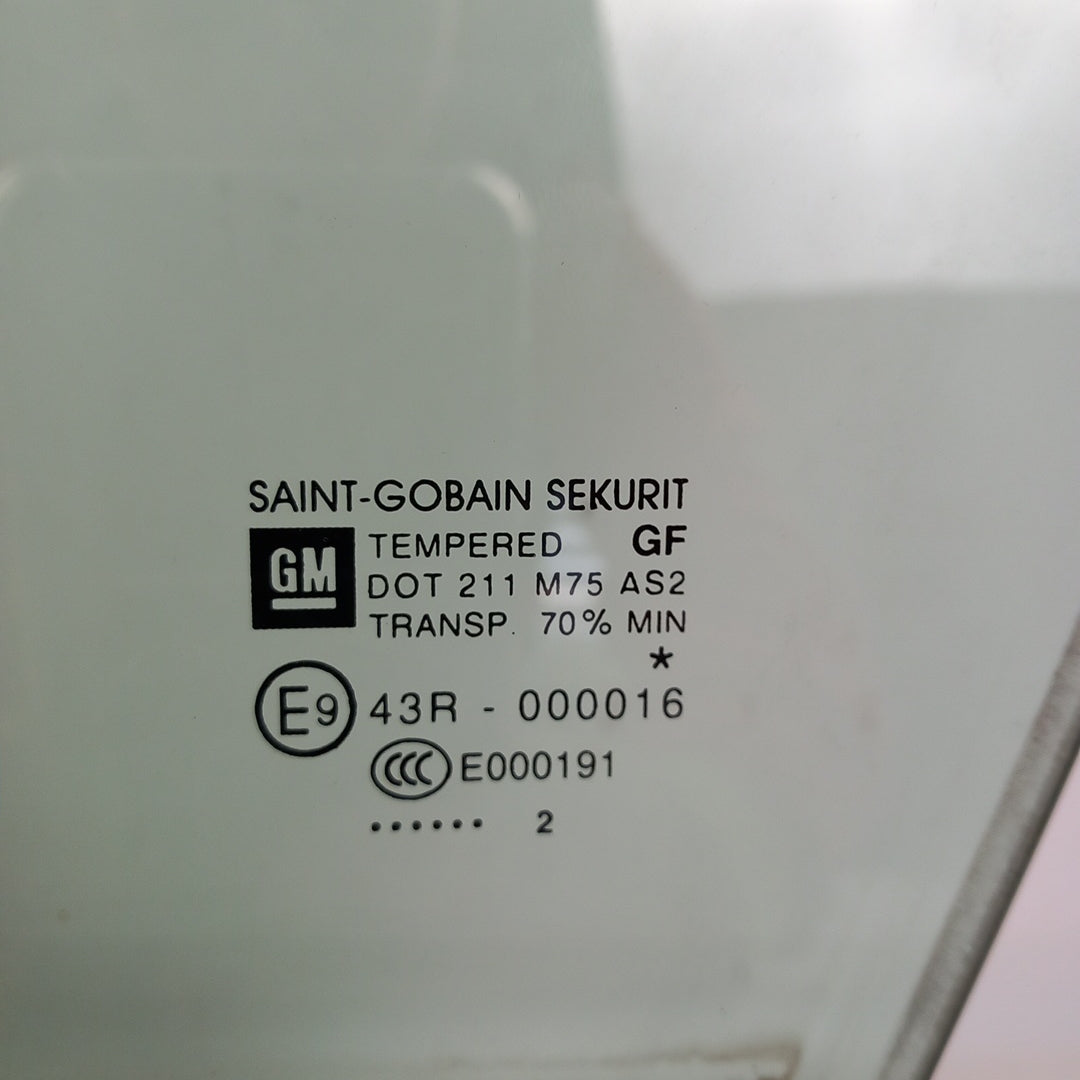 SAINT-GOBAIN SEKURIT
GM TEMPERED GF
DOT 211 M75 AS2
TRANSP. 70% MIN
*
E9 43R - 000016
CCC E000191
...... 2